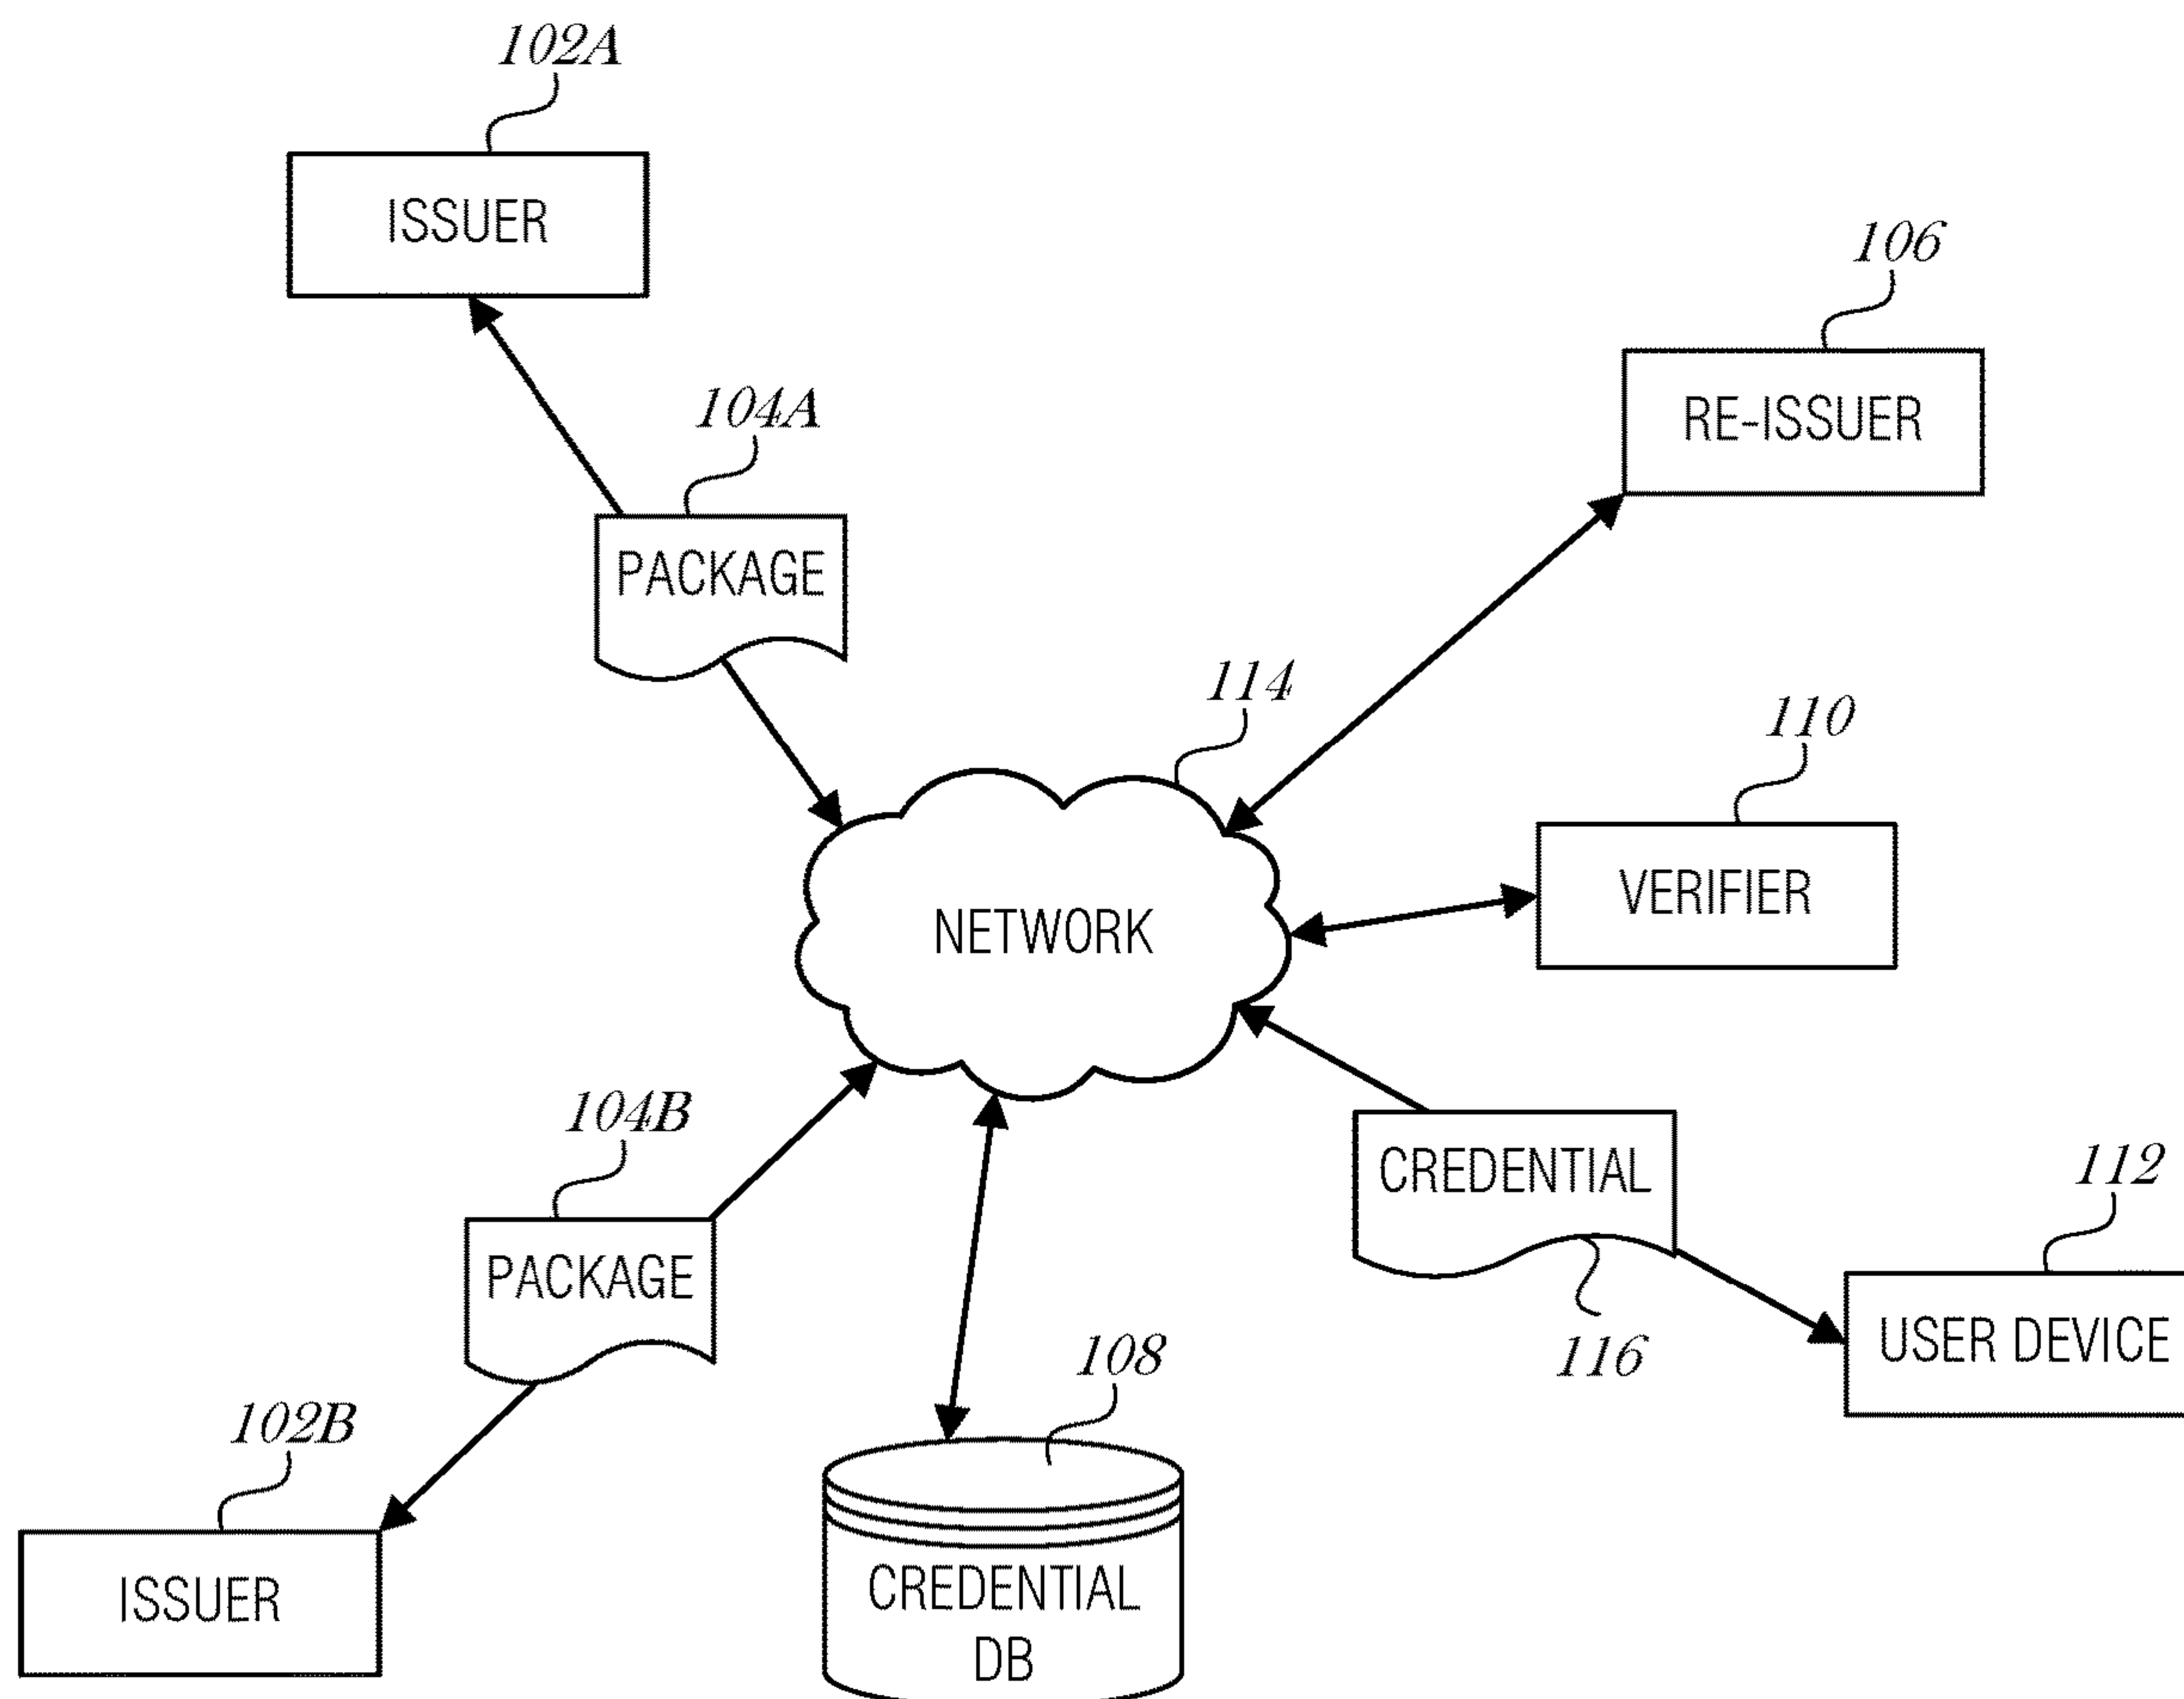 102A
ISSUER
106
RE-ISSUER
104A
PACKAGE
114
110
VERIFIER
NETWORK
104B
PACKAGE
CREDENTIAL
112
USER DEVICE
116
108
102B
ISSUER
CREDENTIAL
DB